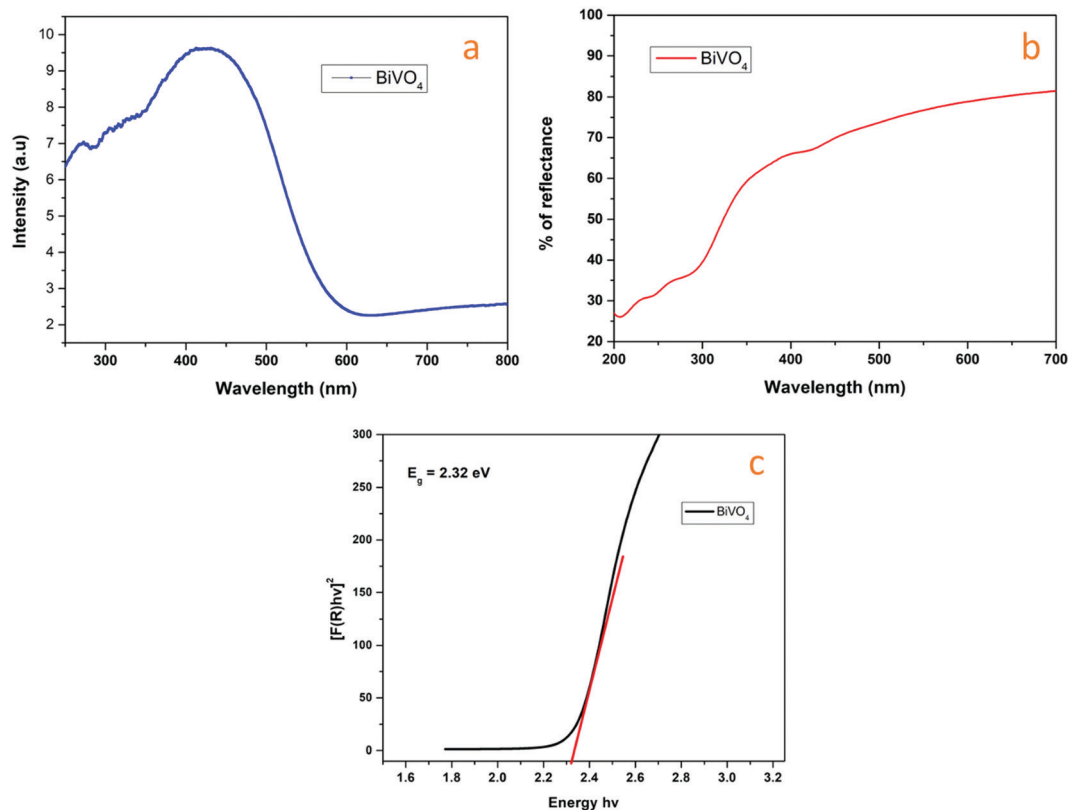 a
BiVO4
10
9
8
7
6
5
4
3
2
Intensity (a.u)
300 400 500 600 700 800
Wavelength (nm)
b
BiVO4
100
90
80
70
60
50
40
30
20
% of reflectance
200 300 400 500 600 700
Wavelength (nm)
c
Eg = 2.32 eV
BiVO4
300
250
200
150
100
50
0
[F(R)hv]2
1.6 1.8 2.0 2.2 2.4 2.6 2.8 3.0 3.2
Energy hv